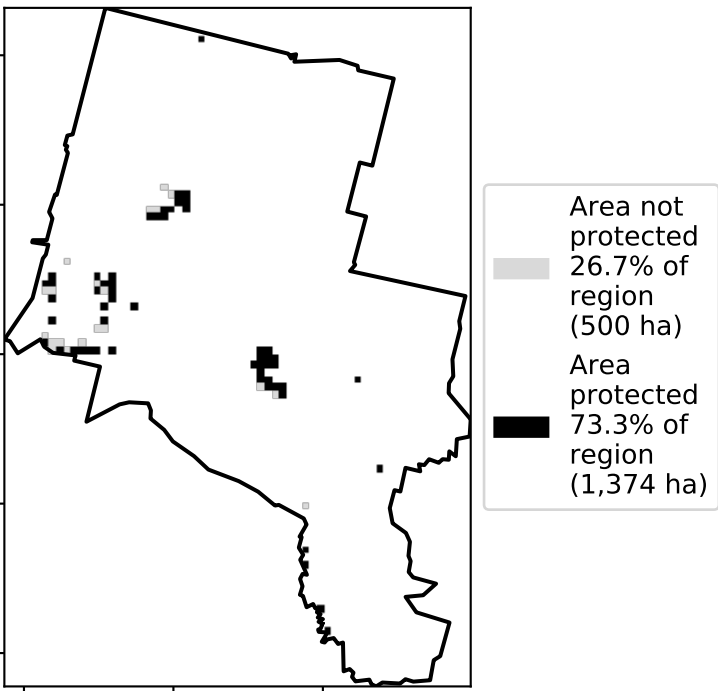 Area not
protected
26.7% of
region
(500 ha)
Area
protected
73.3% of
region
(1,374 ha)